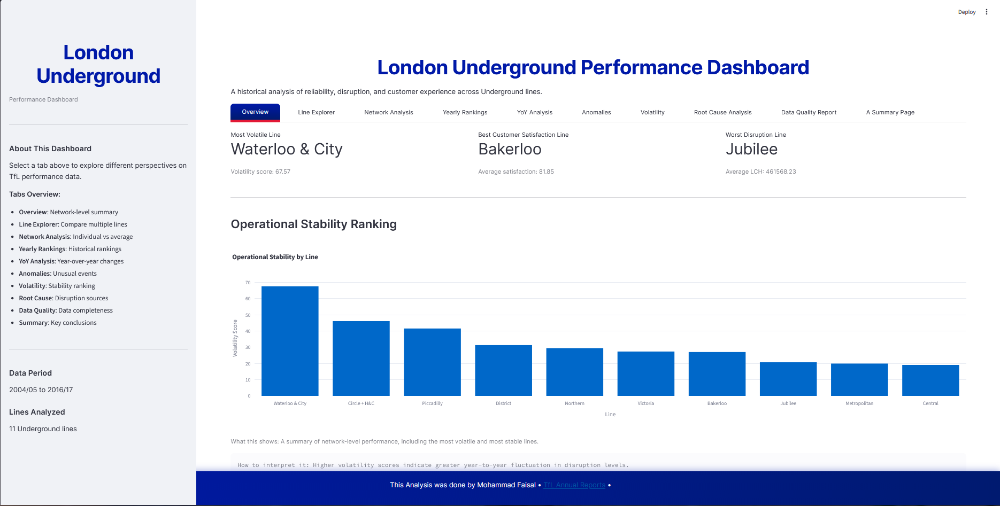 Deploy
London
Underground
Performance Dashboard
About This Dashboard
Select a tab above to explore different perspectives on
TfL performance data.
Tabs Overview:
• Overview: Network-level summary
• Line Explorer: Compare multiple lines
• Network Analysis: Individual vs average
• Yearly Rankings: Historical rankings
• YoY Analysis: Year-over-year changes
• Anomalies: Unusual events
• Volatility: Stability ranking
• Root Cause: Disruption sources
• Data Quality: Data completeness
• Summary: Key conclusions
Data Period
2004/05 to 2016/17
Lines Analyzed
11 Underground lines
London Underground Performance Dashboard
A historical analysis of reliability, disruption, and customer experience across Underground lines.
Overview Line Explorer Network Analysis Yearly Rankings YoY Analysis Anomalies Volatility Root Cause Analysis Data Quality Report A Summary Page
Most Volatile Line
Waterloo & City
Volatility score: 67.57
Best Customer Satisfaction Line
Bakerloo
Average satisfaction: 81.85
Worst Disruption Line
Jubilee
Average LCH: 461568.23
Operational Stability Ranking
Operational Stability by Line
Volatility Score
70
60
50
40
30
20
10
0
Waterloo & City Circle + H&C Piccadilly District Northern Victoria Bakerloo Jubilee Metropolitan Central
Line
What this shows: A summary of network-level performance, including the most volatile and most stable lines.
How to interpret it: Higher volatility scores indicate greater year-to-year fluctuation in disruption levels.
This Analysis was done by Mohammad Faisal • TfL Annual Reports •